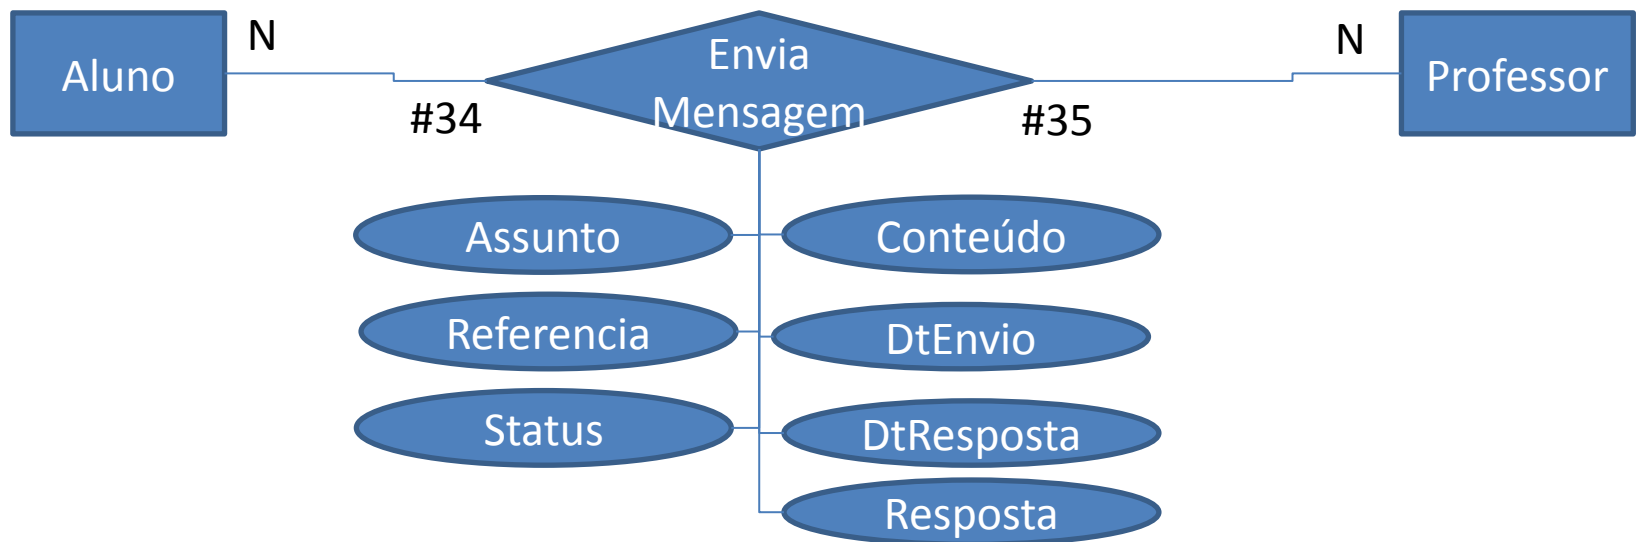 Aluno
N
#34
Envia
Mensagem
#35
N
Professor
Assunto
Conteúdo
Referencia
DtEnvio
Status
DtResposta
Resposta